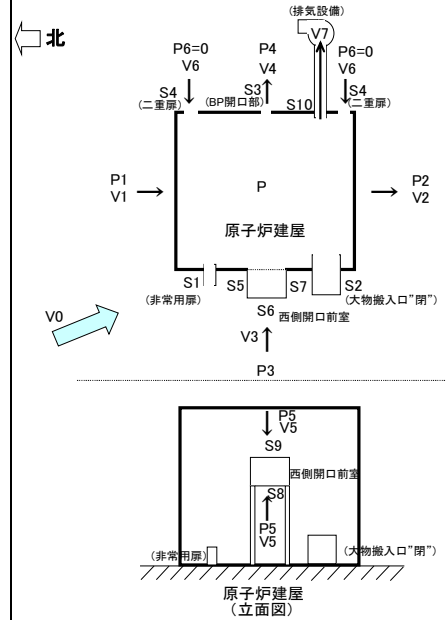 (排気設備)
北
V7
P6=0
V6
P4
V4
P6=0
V6
S4
(二重扉)
S3
(BP開口部)
S10
S4
(二重扉)
P1
V1
P
P2
V2
原子炉建屋
S1
S5
S7
S2
(非常用扉)
(大物搬入口"閉")
S6
西側開口前室
V0
V3
P3
P5
V5
S9
西側開口前室
S8
P5
V5
(非常用扉)
(大物搬入口"閉")
原子炉建屋
(立面図)